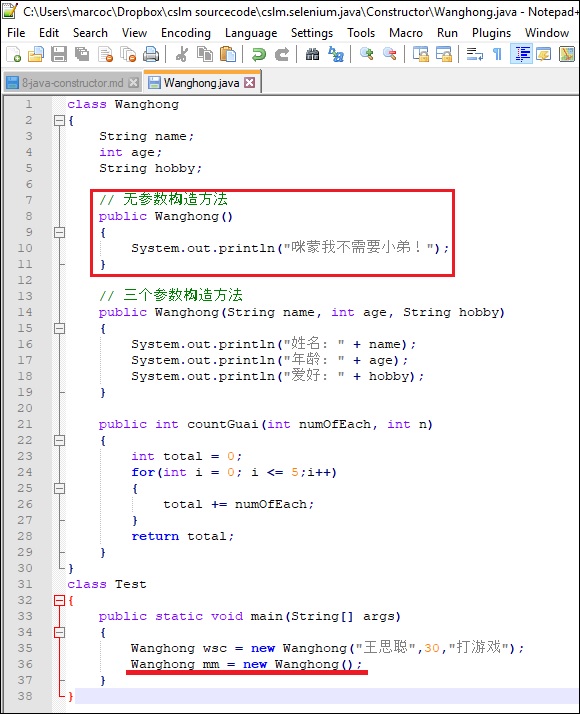 C:\Users\marcoc\Dropbox\cslm sourcecode\cslm.selenium.java\Constructor\Wanghong.java - Notepad+
File Edit Search View Encoding Language Settings Tools Macro Run Plugins Window
8-java-constructor.md Wanghong.java
1 class Wanghong
2 {
3 String name;
4 int age;
5 String hobby;
6
7 // 无参数构造方法
8 public Wanghong()
9 {
10 System.out.println("咪蒙我不需要小弟！");
11 }
12
13 // 三个参数构造方法
14 public Wanghong(String name, int age, String hobby)
15 {
16 System.out.println("姓名: " + name);
17 System.out.println("年龄: " + age);
18 System.out.println("爱好: " + hobby);
19 }
20
21 public int countGuai(int numOfEach, int n)
22 {
23 int total = 0;
24 for(int i = 0; i <= 5;i++)
25 {
26 total += numOfEach;
27 }
28 return total;
29 }
30 }
31 class Test
32 {
33 public static void main(String[] args)
34 {
35 Wanghong wsc = new Wanghong("王思聪",30,"打游戏");
36 Wanghong mm = new Wanghong();
37 }
38 }